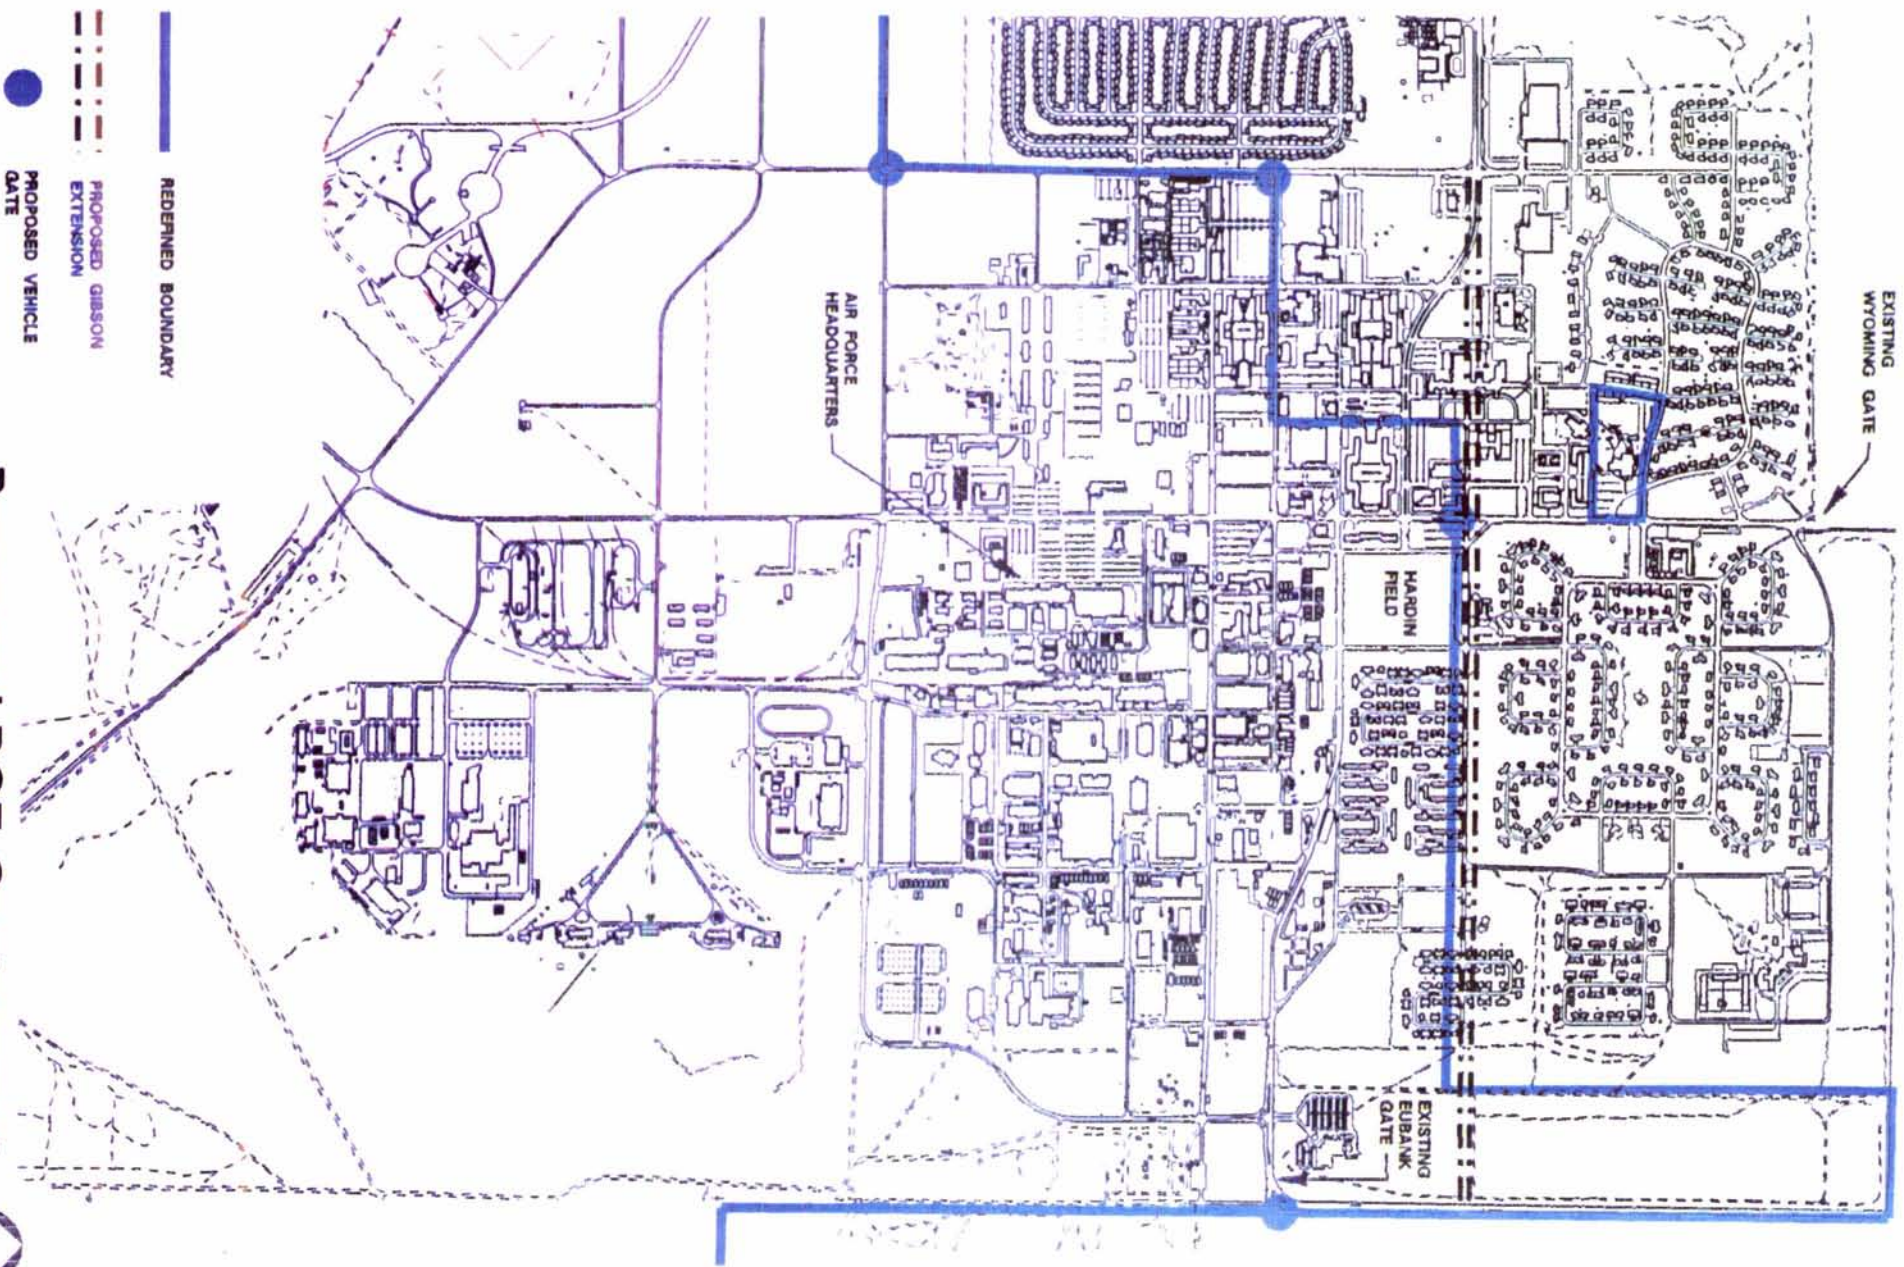 EXISTING
WYOMING GATE
HARDIN
FIELD
EXISTING
EUBANK
GATE
AIR FORCE
HEADQUARTERS
REDEFINED BOUNDARY
PROPOSED GIBSON
EXTENSION
PROPOSED VEHICLE
GATE